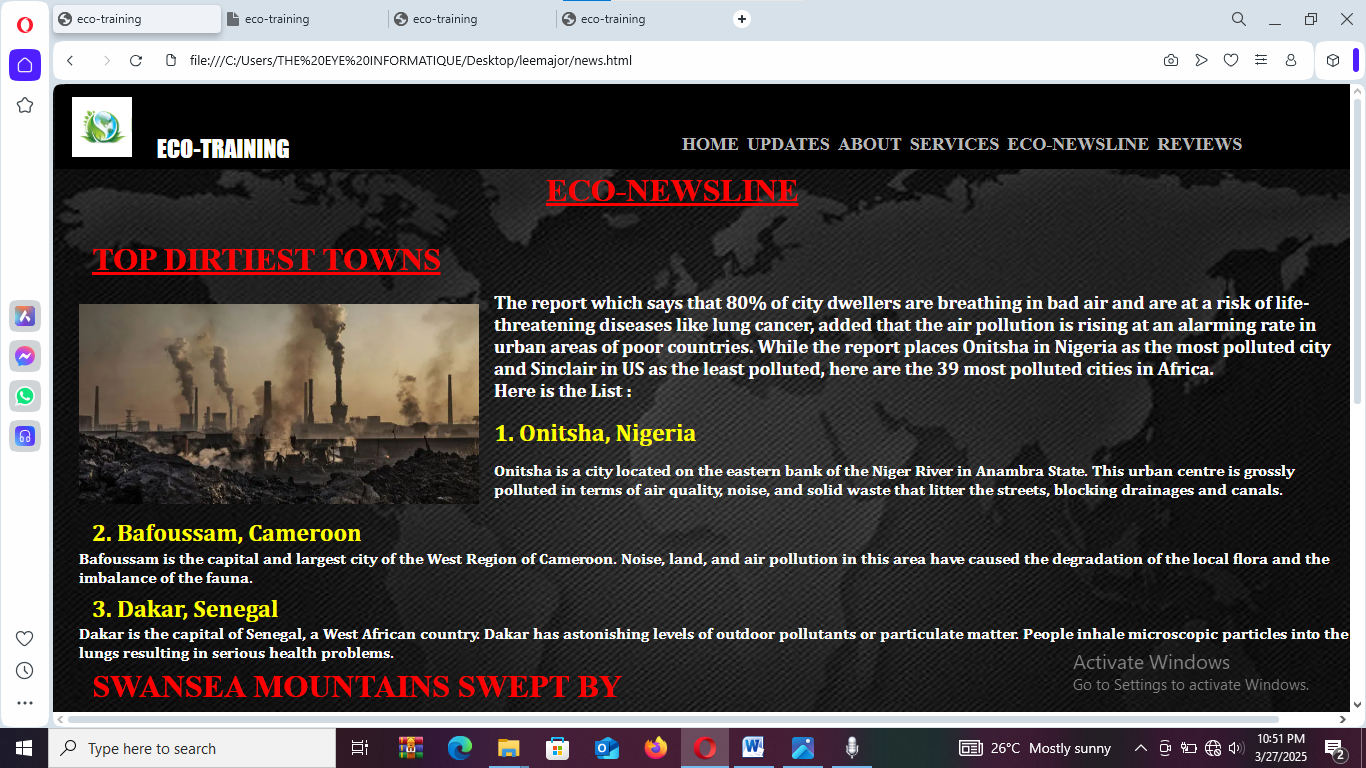 eco-training
eco-training
eco-training
eco-training
file:///C:/Users/THE%20EYE%20INFORMATIQUE/Desktop/leemajor/news.html
ECO-TRAINING
HOME UPDATES ABOUT SERVICES ECO-NEWSLINE REVIEWS
ECO-NEWSLINE
TOP DIRTIEST TOWNS
The report which says that 80% of city dwellers are breathing in bad air and are at a risk of life-
threatening diseases like lung cancer, added that the air pollution is rising at an alarming rate in
urban areas of poor countries. While the report places Onitsha in Nigeria as the most polluted city
and Sinclair in US as the least polluted, here are the 39 most polluted cities in Africa.
Here is the List :
1. Onitsha, Nigeria
Onitsha is a city located on the eastern bank of the Niger River in Anambra State. This urban centre is grossly
polluted in terms of air quality, noise, and solid waste that litter the streets, blocking drainages and canals.
2. Bafoussam, Cameroon
Bafoussam is the capital and largest city of the West Region of Cameroon. Noise, land, and air pollution in this area have caused the degradation of the local flora and the
imbalance of the fauna.
3. Dakar, Senegal
Dakar is the capital of Senegal, a West African country. Dakar has astonishing levels of outdoor pollutants or particulate matter. People inhale microscopic particles into the
lungs resulting in serious health problems.
SWANSEA MOUNTAINS SWEPT BY
Activate Windows
Go to Settings to activate Windows.
Type here to search
26°C Mostly sunny
10:51 PM
3/27/2025
2